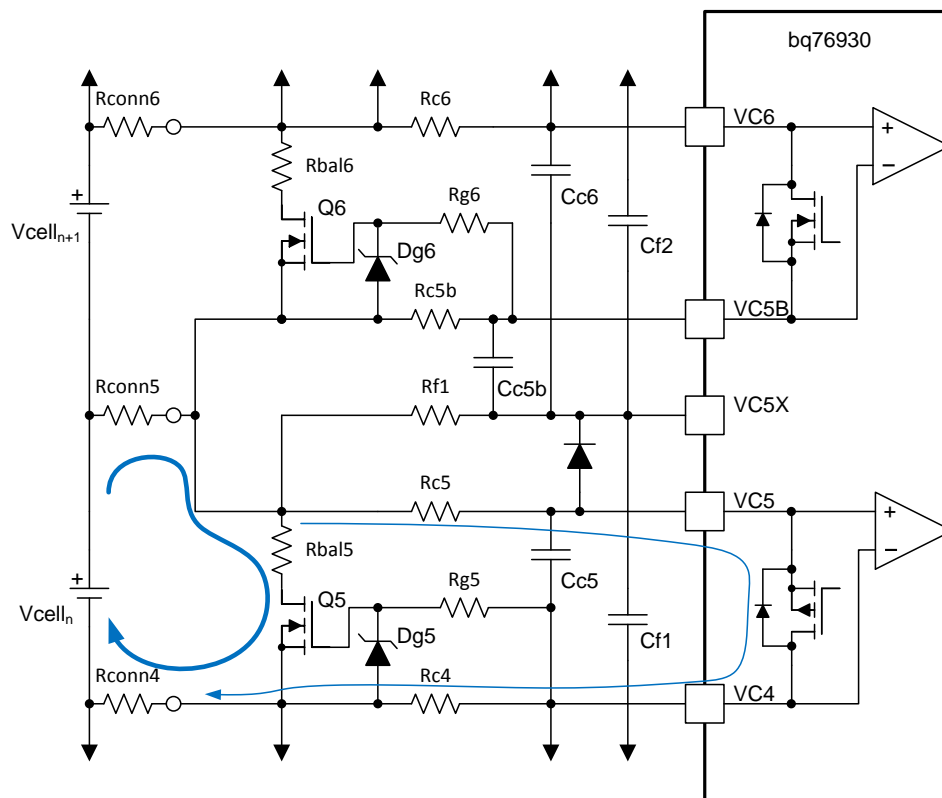 bq76930
Rconn6
Rc6
VC6
+
Rbal6
−
+
Vcelln+1
Q6
Rg6
Cc6
Dg6
Cf2
Rc5b
VC5B
Rconn5
Rf1
Cc5b
VC5X
Rc5
VC5
+
Rbal5
−
+
Vcelln
Q5
Rg5
Cc5
Dg5
Cf1
Rconn4
Rc4
VC4